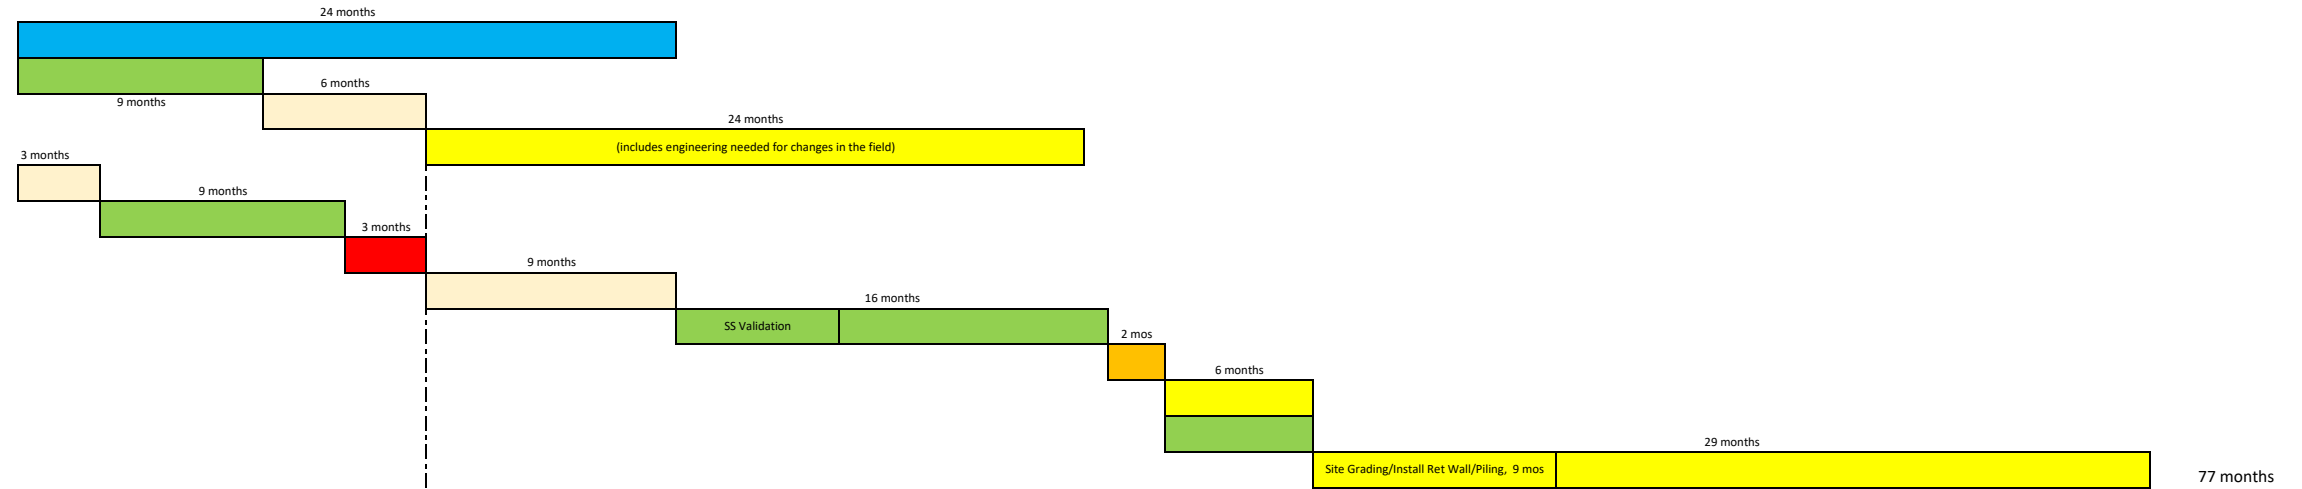 24 months
9 months
6 months
24 months
(includes engineering needed for changes in the field)
3 months
9 months
3 months
9 months
16 months
SS Validation
2 mos
6 months
29 months
Site Grading/Install Ret Wall/Piling, 9 mos
77 months